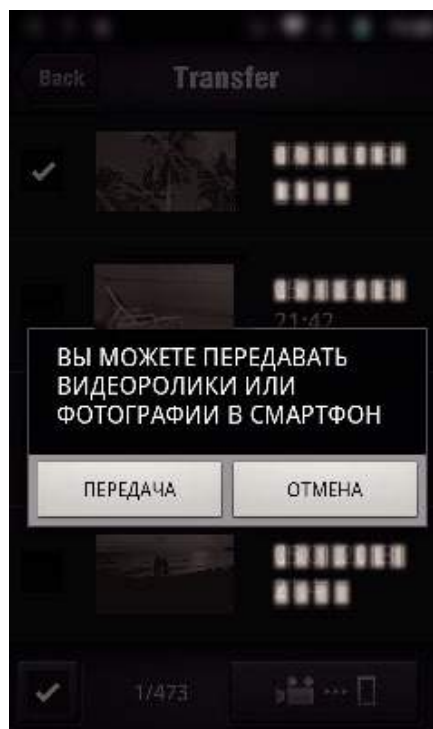 Back
Transfer
21:42
ВЫ МОЖЕТЕ ПЕРЕДАВАТЬ
ВИДЕОРОЛИКИ ИЛИ
ФОТОГРАФИИ В СМАРТФОН
ПЕРЕДАЧА
ОТМЕНА
1/473